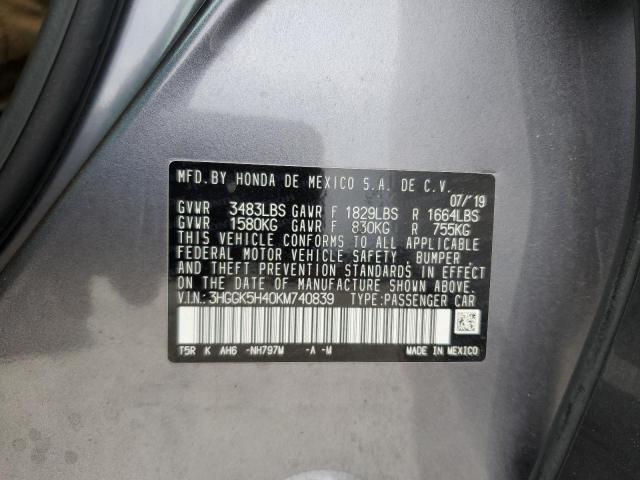 MFD. BY HONDA DE MEXICO S.A. DE C.V.
07/19
GVWR 3483LBS GAWR F 1829LBS R 1664LBS
GVWR 1580KG GAWR F 830KG R 755KG
THIS VEHICLE CONFORMS TO ALL APPLICABLE
FEDERAL MOTOR VEHICLE SAFETY, BUMPER,
AND THEFT PREVENTION STANDARDS IN EFFECT
ON THE DATE OF MANUFACTURE SHOWN ABOVE.
V.I.N.: 3HGGK5H40KM740839 TYPE: PASSENGER CAR
T5R K AH6 -NH797M -A -M MADE IN MEXICO